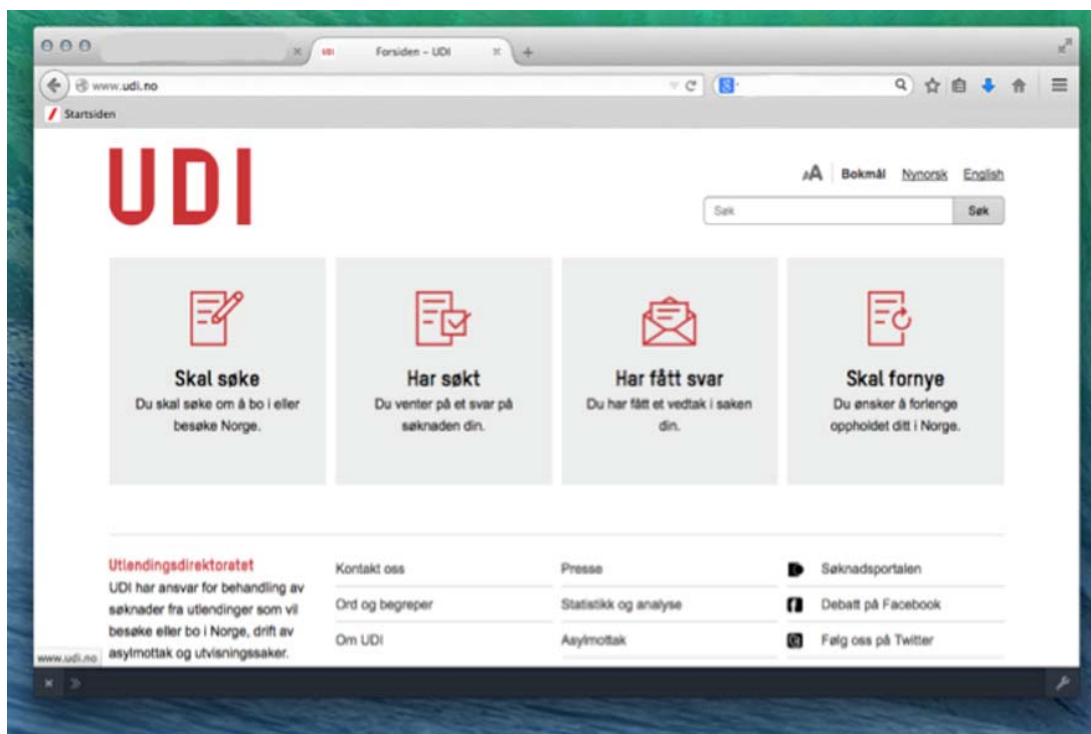 UDI Forsiden – UDI
www.udi.no
Startsiden
UDI
AA Bokmål Nynorsk English
Søk Søk
Skal søke
Du skal søke om å bo i eller
besøke Norge.
Har søkt
Du venter på et svar på
søknaden din.
Har fått svar
Du har fått et vedtak i saken
din.
Skal fornye
Du ønsker å forlenge
oppholdet ditt i Norge.
Utlendingsdirektoratet
UDI har ansvar for behandling av
søknader fra utlendinger som vil
besøke eller bo i Norge, drift av
asylmottak og utvisningssaker.
Kontakt oss
Ord og begreper
Om UDI
Presse
Statistikk og analyse
Asylmottak
Søknadsportalen
Debatt på Facebook
Følg oss på Twitter
www.udi.no